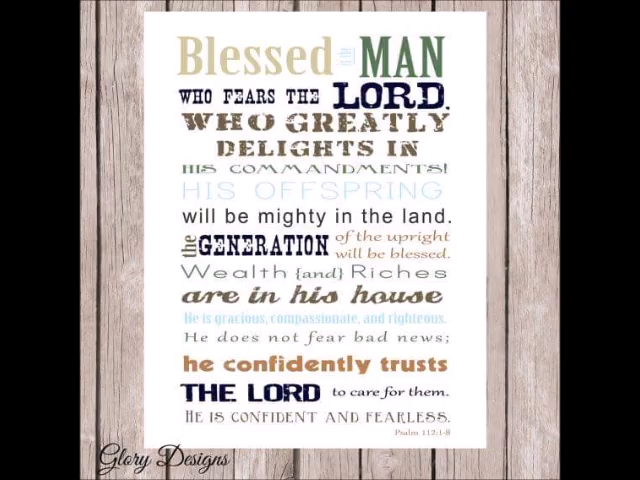 Blessed is the MAN
WHO FEARS THE LORD,
WHO GREATLY
DELIGHTS IN
HIS COMMANDMENTS!
HIS OFFSPRING
will be mighty in the land.
the GENERATION of the upright
will be blessed.
Wealth {and} Riches
are in his house
He is gracious, compassionate, and righteous.
He does not fear bad news;
he confidently trusts
THE LORD to care for them.
HE IS CONFIDENT AND FEARLESS.
Psalm 112:1-8
Glory Designs